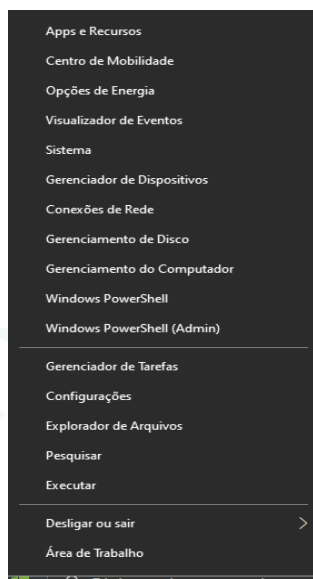 Apps e Recursos
Centro de Mobilidade
Opções de Energia
Visualizador de Eventos
Sistema
Gerenciador de Dispositivos
Conexões de Rede
Gerenciamento de Disco
Gerenciamento do Computador
Windows PowerShell
Windows PowerShell (Admin)
Gerenciador de Tarefas
Configurações
Explorador de Arquivos
Pesquisar
Executar
Desligar ou sair
Área de Trabalho